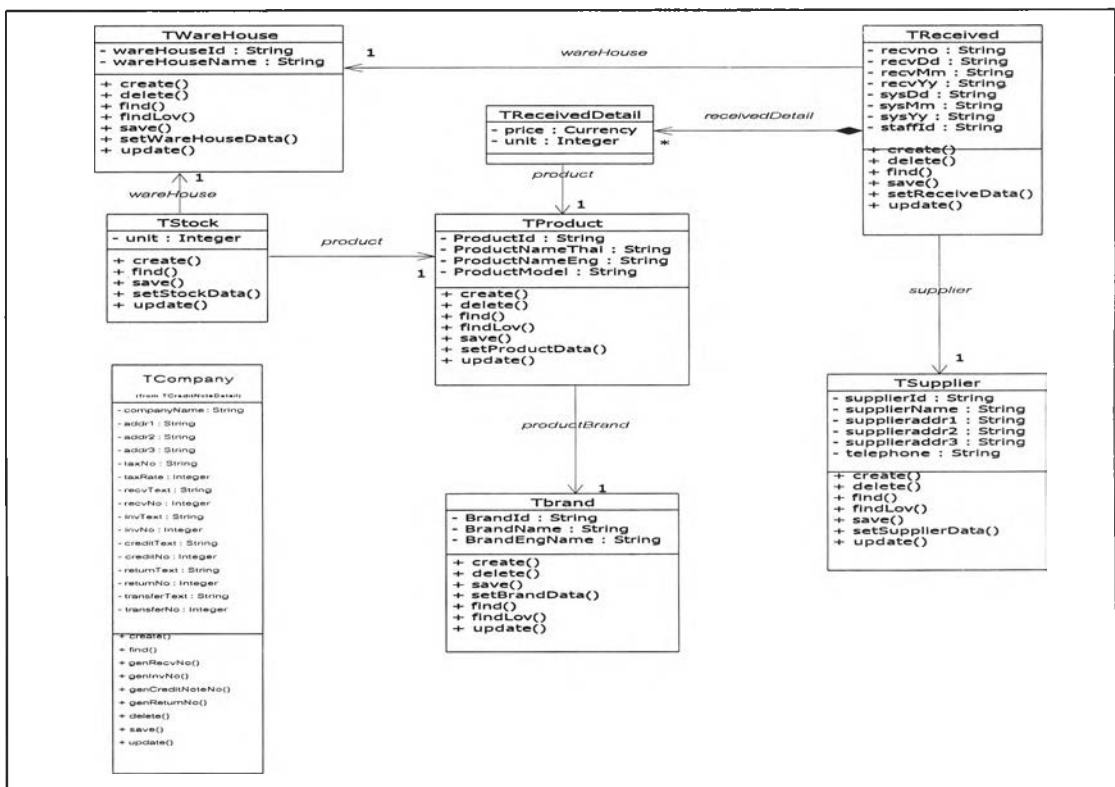 TWareHouse
- wareHouseId : String
- wareHouseName : String
+ create()
+ delete()
+ find()
+ findLov()
+ save()
+ setWareHouseData()
+ update()
1
wareHouse
TReceived
- recvno : String
- recvDd : String
- recvMm : String
- recvYy : String
- sysDd : String
- sysMm : String
- sysYy : String
- staffId : String
+ create()
+ delete()
+ find()
+ save()
+ setReceiveData()
+ update()
TReceivedDetail
- price : Currency
- unit : Integer
receivedDetail
*
product
1
1
wareHouse
TStock
- unit : Integer
+ create()
+ find()
+ save()
+ setStockData()
+ update()
product
1
TProduct
- ProductId : String
- ProductNameThai : String
- ProductNameEng : String
- ProductModel : String
+ create()
+ delete()
+ find()
+ findLov()
+ save()
+ setProductData()
+ update()
supplier
1
TCompany
(from TCreditNoteDetail)
- companyName : String
- addr1 : String
- addr2 : String
- addr3 : String
- taxNo : String
- taxRate : Integer
- recvText : String
- recvNo : Integer
- invText : String
- invNo : Integer
- creditText : String
- creditNo : Integer
- returnText : String
- returnNo : Integer
- transferText : String
- transferNo : Integer
+ create()
+ find()
+ genRecvNo()
+ genInvNo()
+ genCreditNoteNo()
+ genReturnNo()
+ delete()
+ save()
+ update()
productBrand
1
Tbrand
- BrandId : String
- BrandName : String
- BrandEngName : String
+ create()
+ delete()
+ save()
+ setBrandData()
+ find()
+ findLov()
+ update()
TSupplier
- supplierId : String
- supplierName : String
- supplieraddr1 : String
- supplieraddr2 : String
- supplieraddr3 : String
- telephone : String
+ create()
+ delete()
+ find()
+ findLov()
+ save()
+ setSupplierData()
+ update()